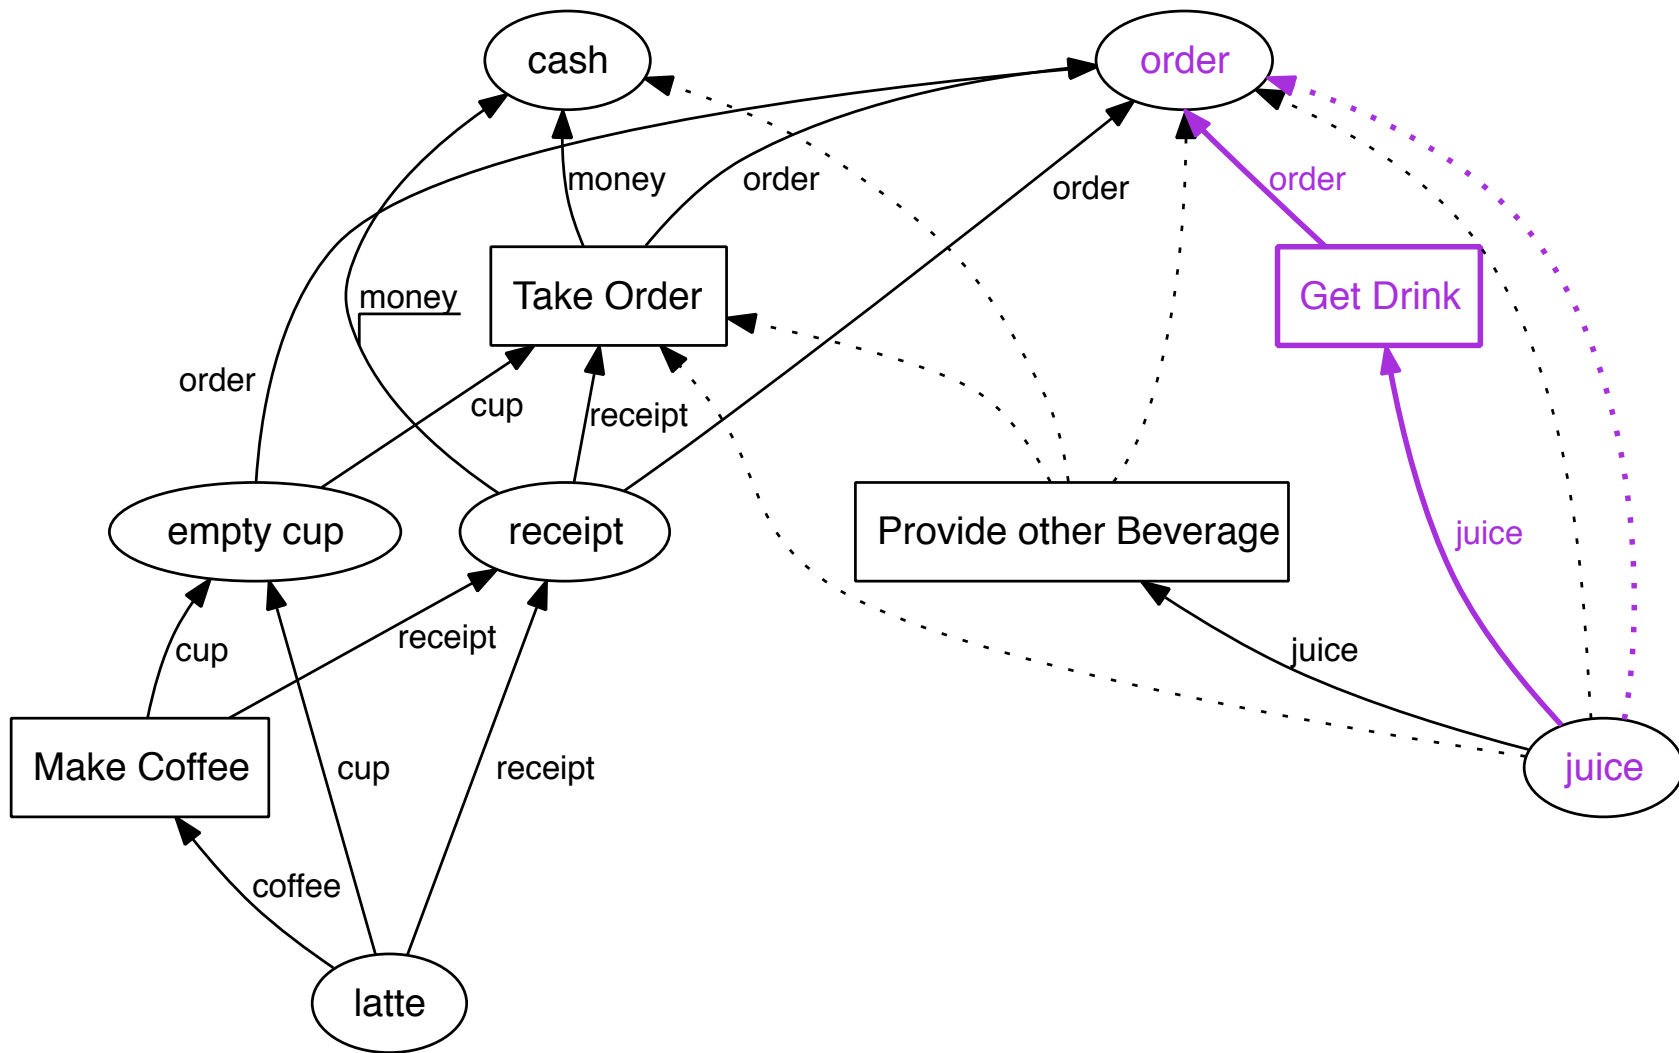 cash
order
money
order
order
order
Take Order
Get Drink
money
order
cup
receipt
empty cup
receipt
Provide other Beverage
juice
cup
receipt
juice
Make Coffee
cup
receipt
juice
coffee
latte